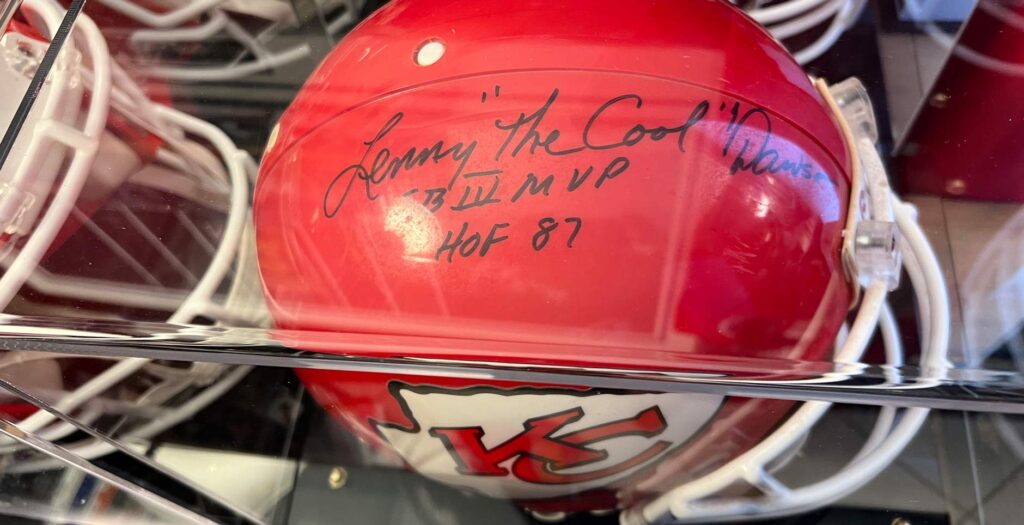 Lenny "The Cool" Dawson
SB IV MVP
HOF 87
KC